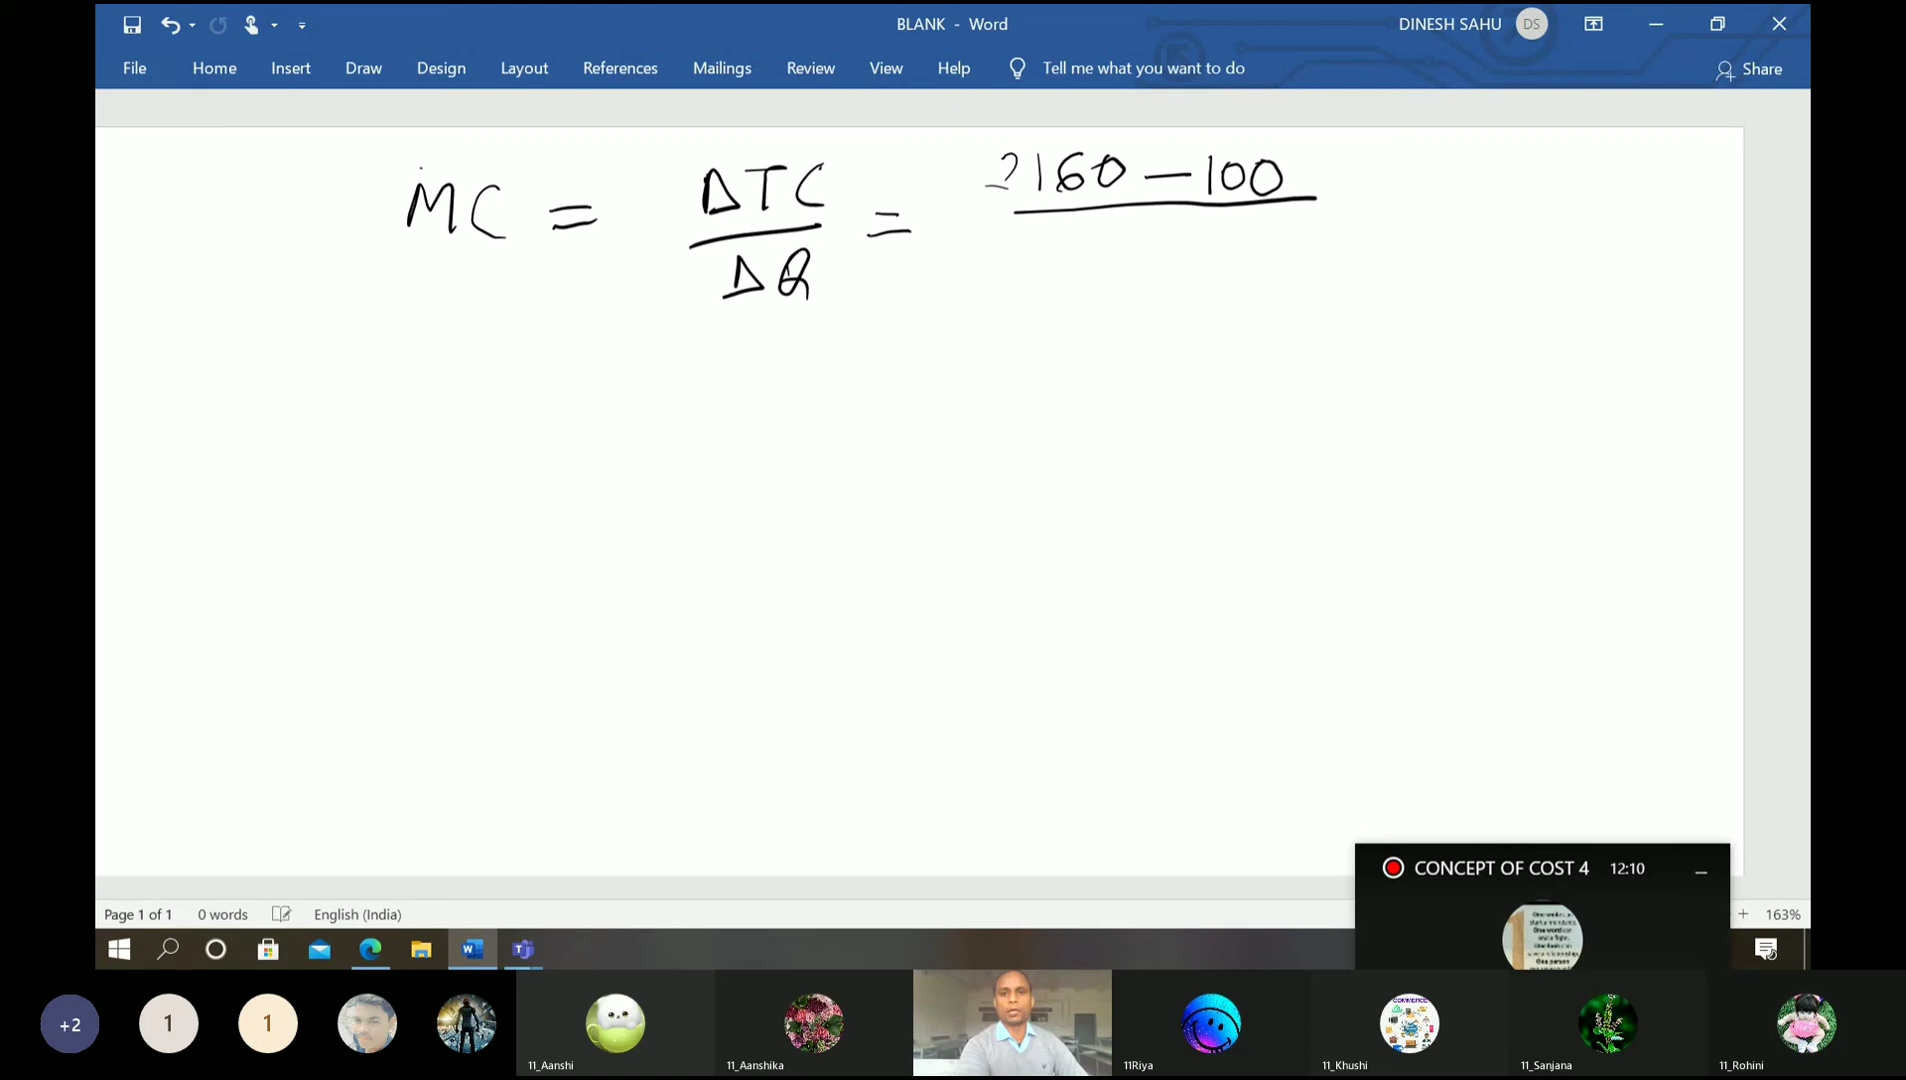 BLANK - Word
DINESH SAHU DS
File Home Insert Draw Design Layout References Mailings Review View Help Tell me what you want to do Share
MC = ΔTC / ΔQ = 2160 — 100
CONCEPT OF COST 4 12:10
Page 1 of 1 0 words English (India) + 163%
+2 1 1
COMMERCE
11_Aanshi 11_Aanshika 11Riya 11_Khushi 11_Sanjana 11_Rohini